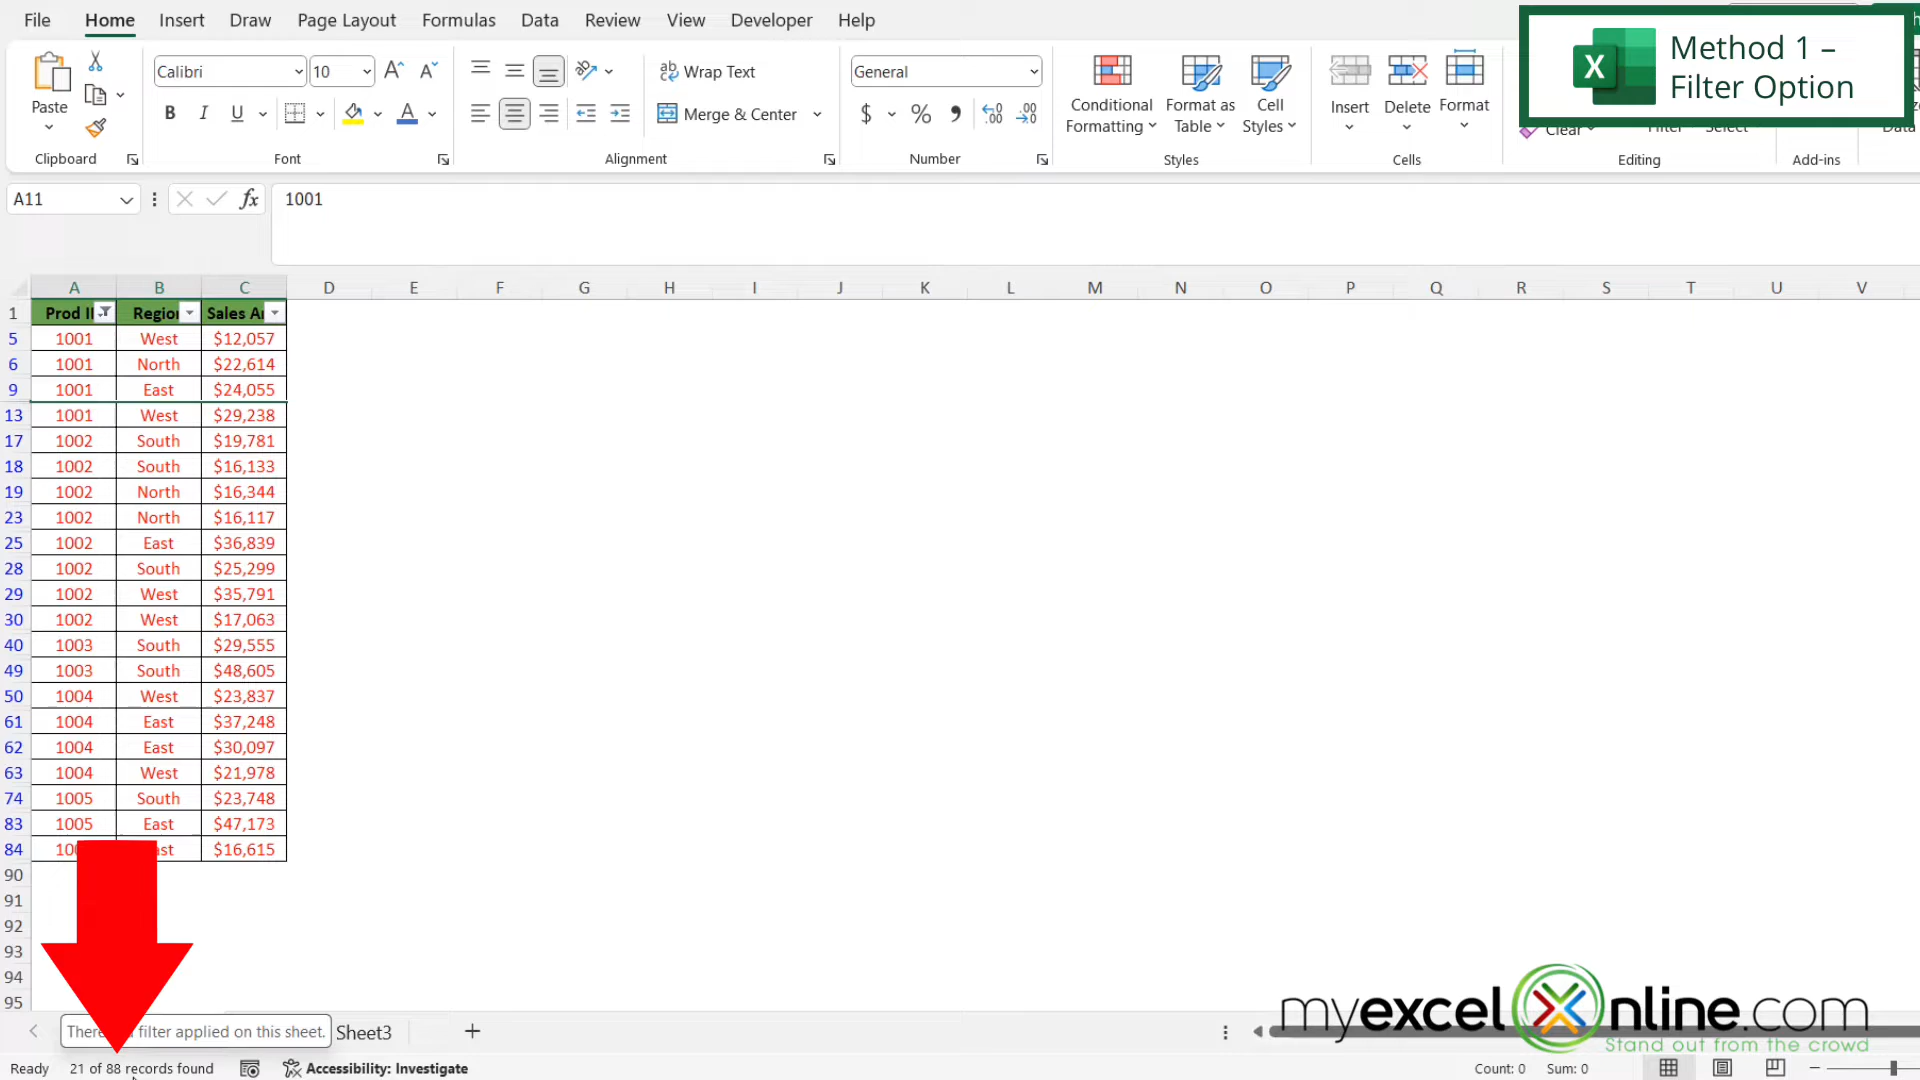 File Home Insert Draw Page Layout Formulas Data Review View Developer Help
Method 1 –
Filter Option
Paste
Calibri 10
B I U
Wrap Text
Merge & Center
General
$ %
Conditional
Formatting
Format as
Table
Cell
Styles
Insert Delete Format
Clear Filter Select Data
Clipboard Font Alignment Number Styles Cells Editing Add-ins
A11 fx 1001
A B C D E F G H I J K L M N O P Q R S T U V
1 Prod I Regio Sales A
5 1001 West $12,057
6 1001 North $22,614
9 1001 East $24,055
13 1001 West $29,238
17 1002 South $19,781
18 1002 South $16,133
19 1002 North $16,344
23 1002 North $16,117
25 1002 East $36,839
28 1002 South $25,299
29 1002 West $35,791
30 1002 West $17,063
40 1003 South $29,555
49 1003 South $48,605
50 1004 West $23,837
61 1004 East $37,248
62 1004 East $30,097
63 1004 West $21,978
74 1005 South $23,748
83 1005 East $47,173
84 $16,615
90
91
92
93
94
95
myexcelonline.com
Stand out from the crowd
filter applied on this sheet. Sheet3
Ready 21 of 88 records found Accessibility: Investigate Count: 0 Sum: 0